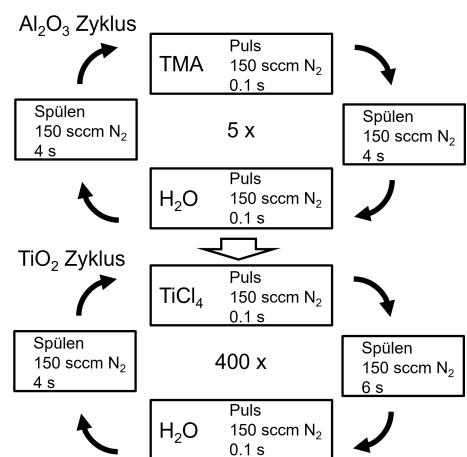 Al₂O₃ Zyklus
TMA
Puls
150 sccm N₂
0.1 s
Spülen
150 sccm N₂
4 s
5 x
Spülen
150 sccm N₂
4 s
H₂O
Puls
150 sccm N₂
0.1 s
TiO₂ Zyklus
TiCl₄
Puls
150 sccm N₂
0.1 s
Spülen
150 sccm N₂
4 s
400 x
Spülen
150 sccm N₂
6 s
H₂O
Puls
150 sccm N₂
0.1 s